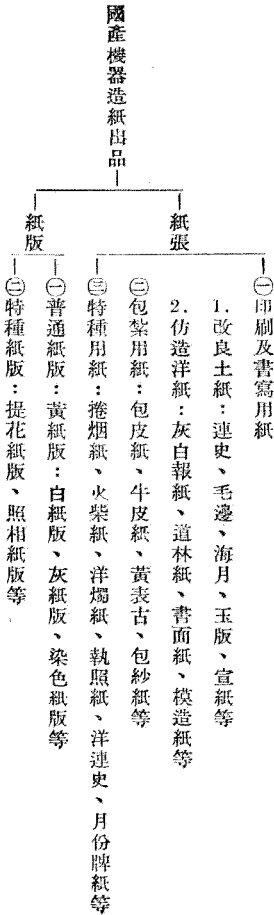 國產機器造紙出品
紙張
㊀印刷及書寫用紙
1.改良土紙：連史、毛邊、海月、玉版、宣紙等
2.仿造洋紙：灰白報紙、道林紙、書面紙、模造紙等
㊁包紮用紙：包皮紙、牛皮紙、黃表古、包紗紙等
㊂特種用紙：捲烟紙、火柴紙、洋燭紙、執照紙、洋連史、月份牌紙等
紙版
㊀普通紙版：黃紙版：白紙版、灰紙版、染色紙版等
㊁特種紙版：提花紙版、照相紙版等